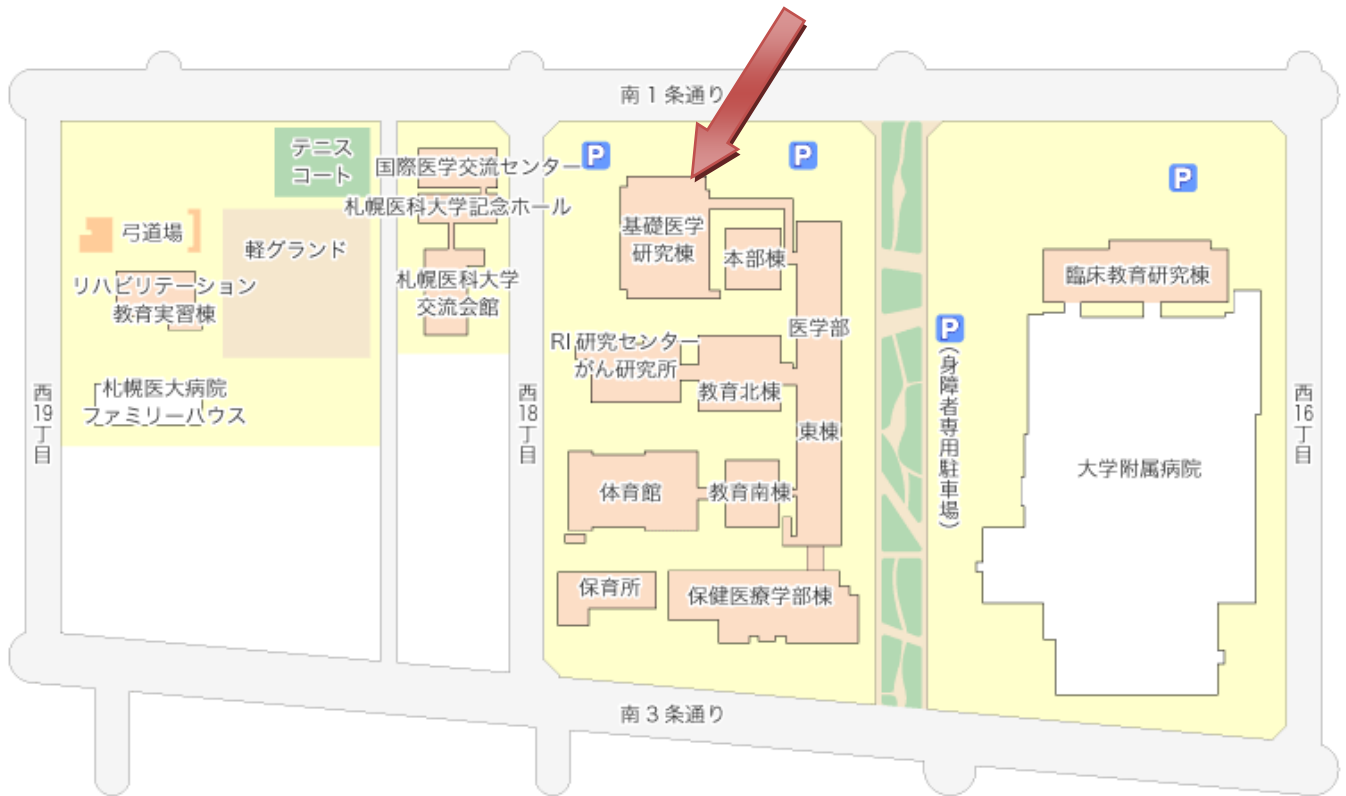 南1条通り
テニス
コート
国際医学交流センター
P
P
P
札幌医科大学記念ホール
弓道場
軽グランド
基礎医学
研究棟
本部棟
リハビリテーション
教育実習棟
札幌医科大学
交流会館
臨床教育研究棟
医学部
P
(身障者専用駐車場)
RI研究センター
がん研究所
教育北棟
札幌医大病院
ファミリーハウス
西19丁目
西18丁目
西16丁目
東棟
大学附属病院
体育館
教育南棟
保育所
保健医療学部棟
南3条通り